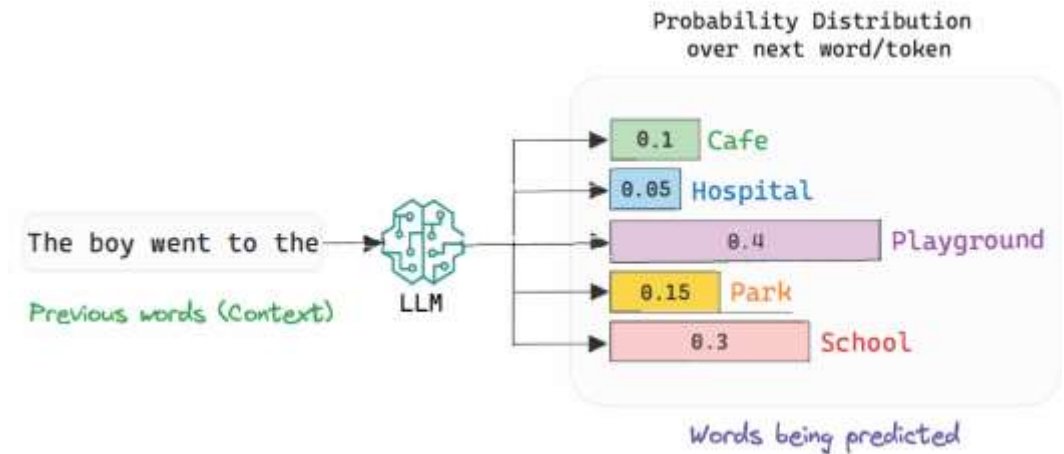 Probability Distribution
over next word/token
0.1 Cafe
0.05 Hospital
The boy went to the
0.4 Playground
LLM
0.15 Park
Previous words (Context)
0.3 School
Words being predicted